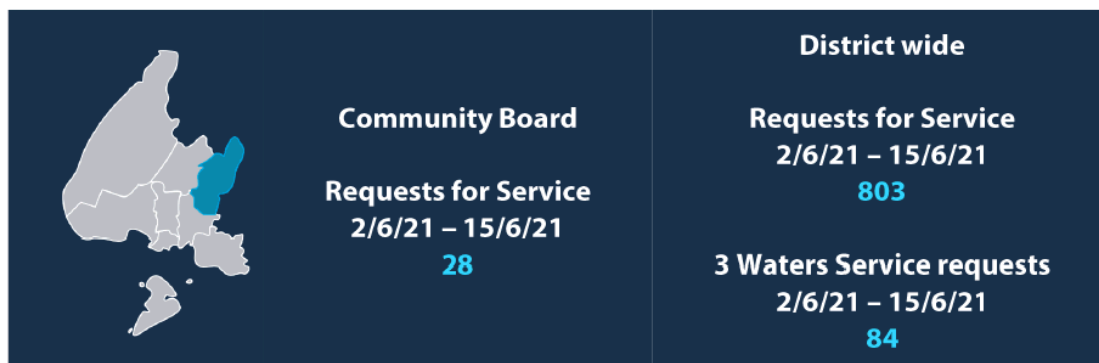 Community Board
Requests for Service
2/6/21 – 15/6/21
28
District wide
Requests for Service
2/6/21 – 15/6/21
803
3 Waters Service requests
2/6/21 – 15/6/21
84